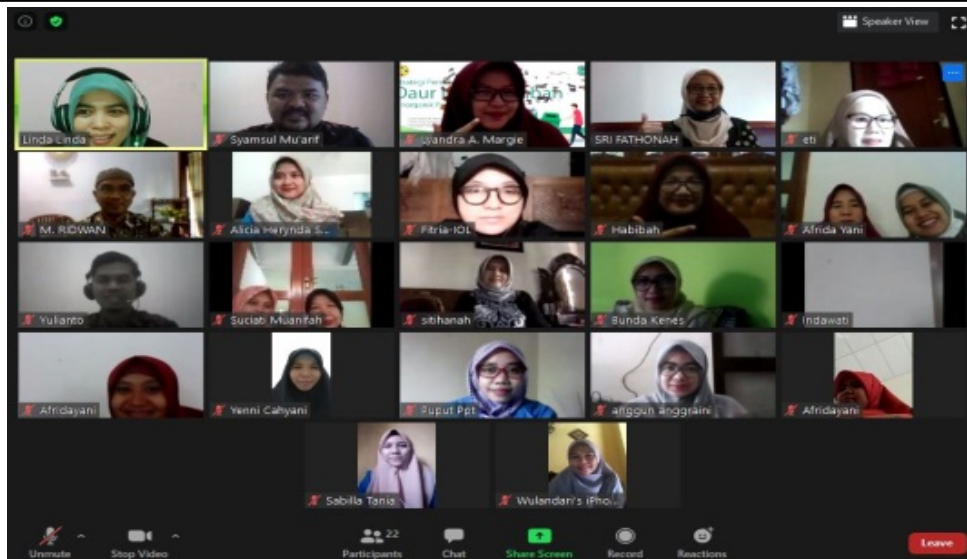 Speaker View
Linda Linda
Syamsul Mu'arif
Daur
Lyandra A. Margie
SRI FATHONAH
eti
M. RIDWAN
Alicia Herynda S...
Fitria-IOL
Habibah
Afrida Yani
Yulianto
Suciati Muanifah
sitihanah
Bunda Kenes
Indawati
Afridayani
Yenni Cahyani
Puput Ppt
anggun anggraini
Afridayani
Sabilla Tania
Wulandari's iPho...
22
Unmute
Stop Video
Participants
Chat
Share Screen
Record
Reactions
Leave